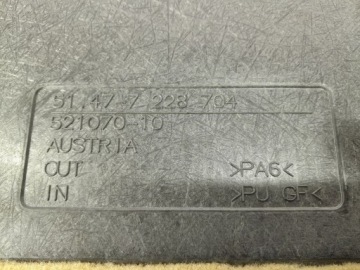 51.47-7 228 704
521070-10
AUSTRIA
OUT >PA6<
IN >PU GF<